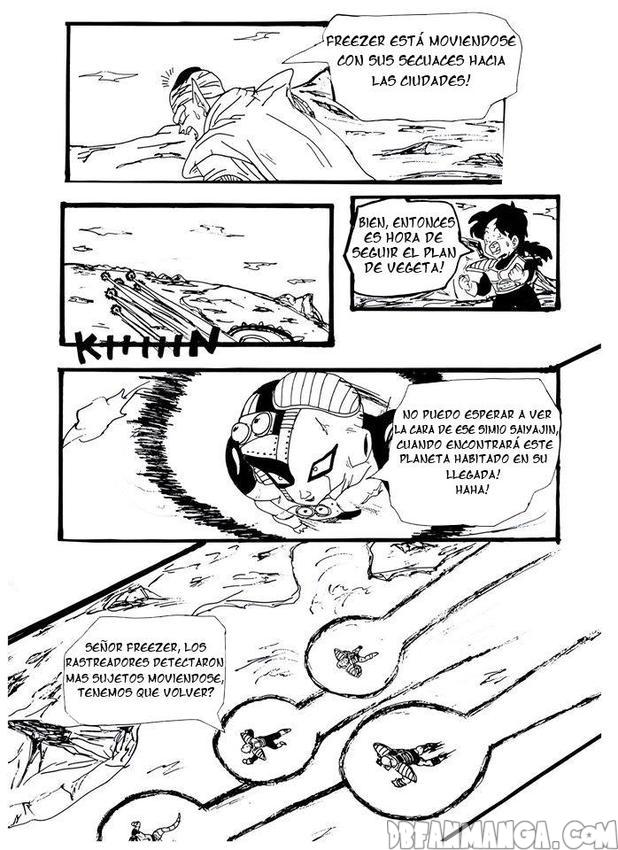 FREEZER ESTÁ MOVIENDOSE
CON SUS SECUACES HACIA
LAS CIUDADES!
BIEN, ENTONCES
ES HORA DE
SEGUIR EL PLAN
DE VEGETA!
KIIIIIN
NO PUEDO ESPERAR A VER
LA CARA DE ESE SIMIO SAIYAJIN,
CUANDO ENCONTRARÁ ESTE
PLANETA HABITADO EN SU
LLEGADA!
HAHA!
SEÑOR FREEZER, LOS
RASTREADORES DETECTARON
MAS SUJETOS MOVIENDOSE,
TENEMOS QUE VOLVER?
DBFANMANGA.COM